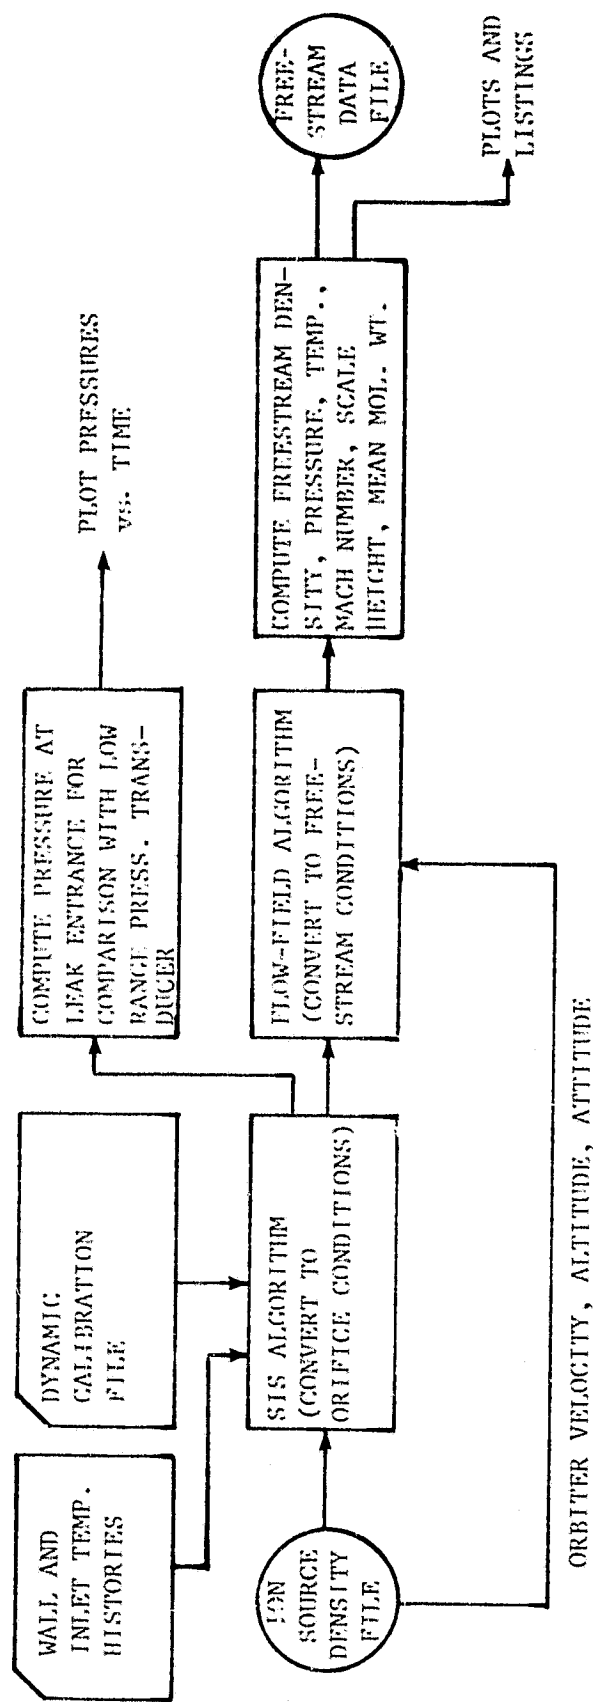 WALL AND
INLET TEMP.
HISTORIES
DYNAMIC
CALIBRATION
FILE
ION
SOURCE
DENSITY
FILE
SIS ALGORITHM
(CONVERT TO
ORIFICE CONDITIONS)
COMPUTE PRESSURE AT
LEAK ENTRANCE FOR
COMPARISON WITH LOW
RANGE PRESS. TRANS-
DUCER
PLOT PRESSURES
VS. TIME
FLOW-FIELD ALGORITHM
(CONVERT TO FREE-
STREAM CONDITIONS)
COMPUTE FREESTREAM DEN-
SITY, PRESSURE, TEMP.,
MACH NUMBER, SCALE
HEIGHT, MEAN MOL. WT.
FREE-
STREAM
DATA
FILE
PLOTS AND
LISTINGS
ORBITER VELOCITY, ALTITUDE, ATTITUDE